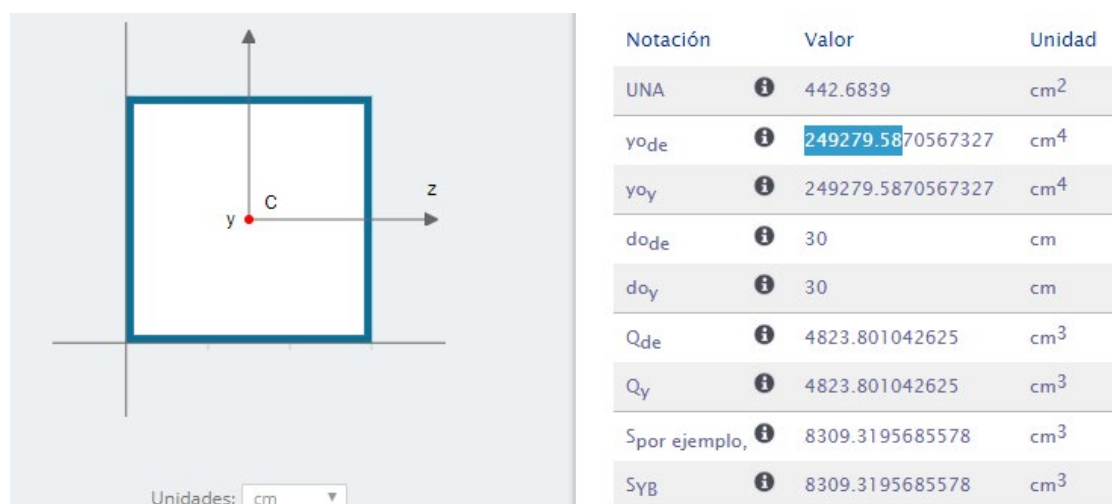 z
C
y
Unidades: cm
Notación Valor Unidad
UNA 442.6839 cm2
yode 249279.5870567327 cm4
yoy 249279.5870567327 cm4
dode 30 cm
doy 30 cm
Qde 4823.801042625 cm3
Qy 4823.801042625 cm3
Spor ejemplo, 8309.3195685578 cm3
SYB 8309.3195685578 cm3